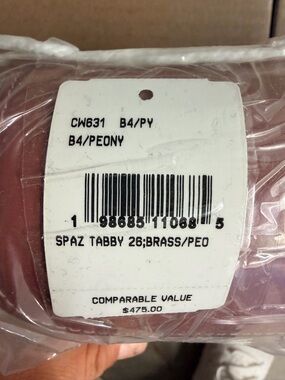 CW631 B4/PY
B4/PEONY
1 98685 11068 5
SPAZ TABBY 26;BRASS/PEO
COMPARABLE VALUE
$475.00